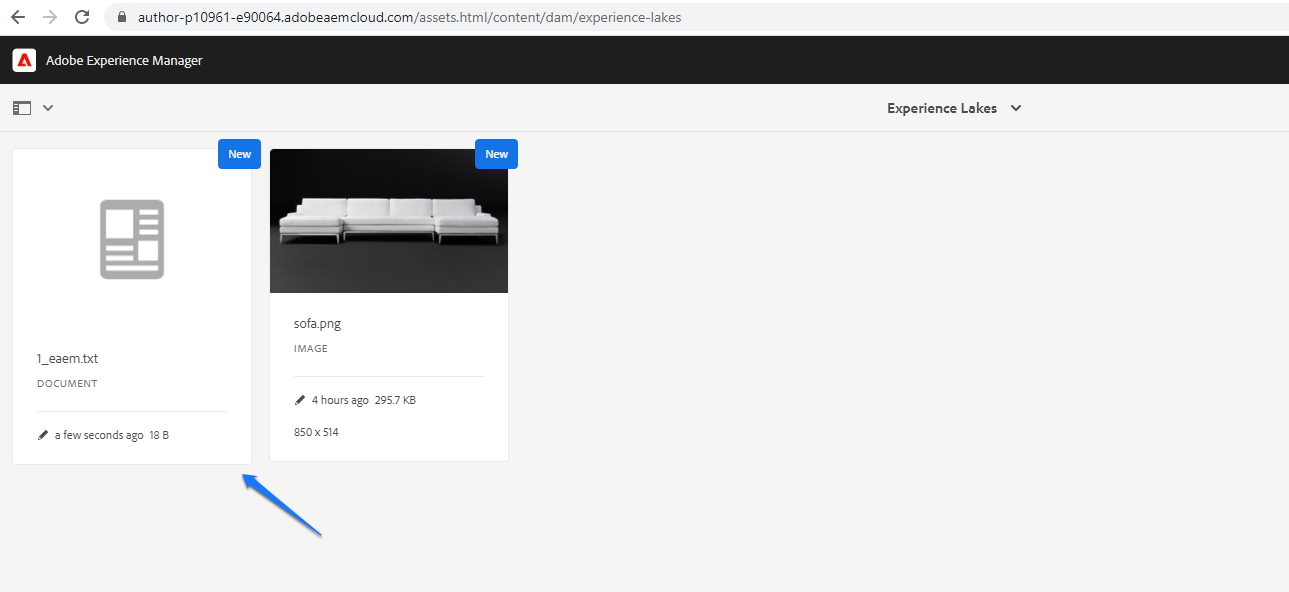 author-p10961-e90064.adobeaemcloud.com/assets.html/content/dam/experience-lakes
Adobe Experience Manager
Experience Lakes
New
1_eaem.txt
DOCUMENT
a few seconds ago 18 B
New
sofa.png
IMAGE
4 hours ago 295.7 KB
850 x 514